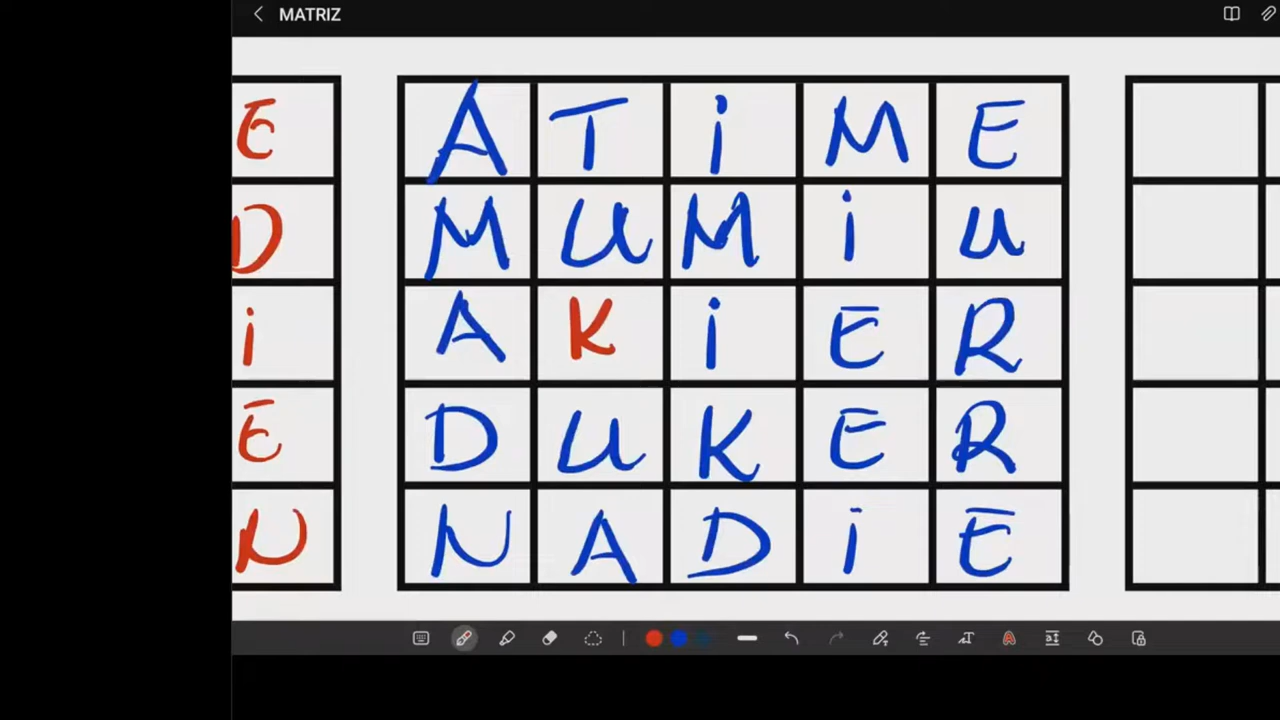 MATRIZ
E
D
i
E
N
A T i M E
M U M i U
A K i E R
D U K E R
N A D i E